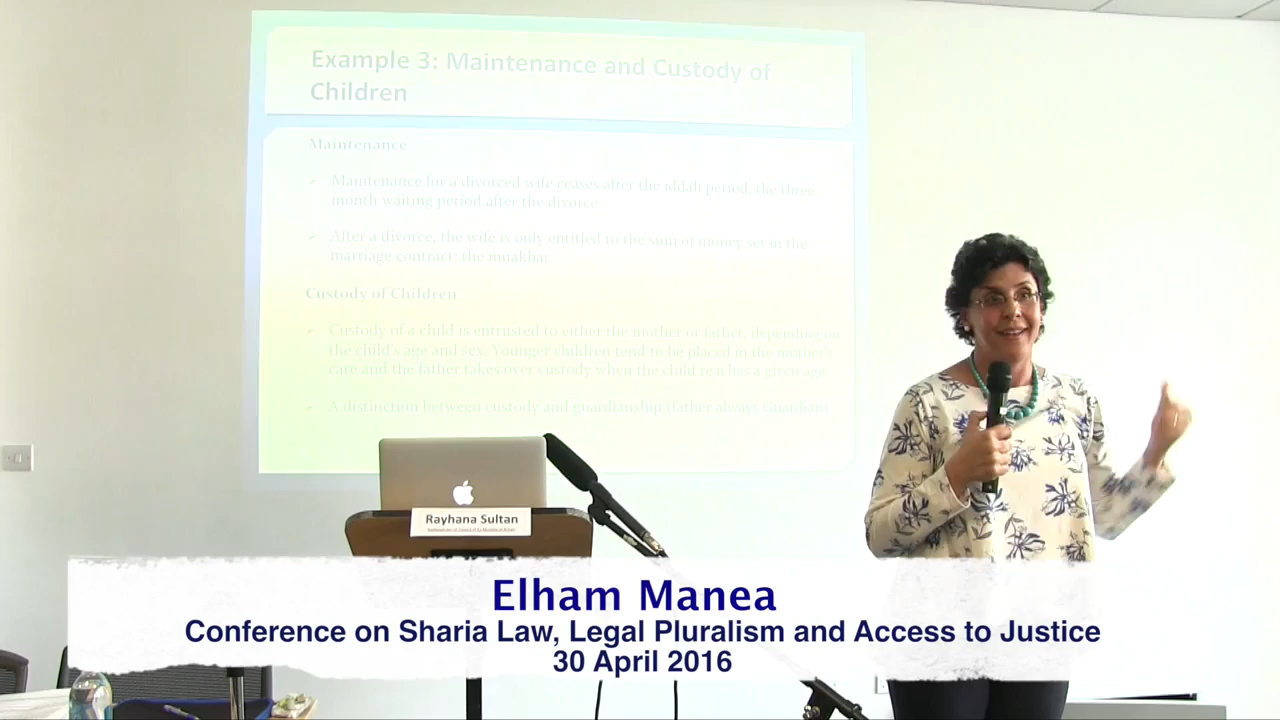 Example 3: Maintenance and Custody of
Children
Maintenance
Maintenance for a divorced wife ceases after the iddah period, the three
month waiting period after the divorce.
After a divorce, the wife is only entitled to the sum of money set in the
marriage contract: the muakhar.
Custody of Children
Custody of a child is entrusted to either the mother or father, depending on
the child's age and sex. Younger children tend to be placed in the mother's
care and the father takes over custody when the child reaches a given age
A distinction between custody and guardianship (father always Guardian)
Rayhana Sultan
Elham Manea
Conference on Sharia Law, Legal Pluralism and Access to Justice
30 April 2016